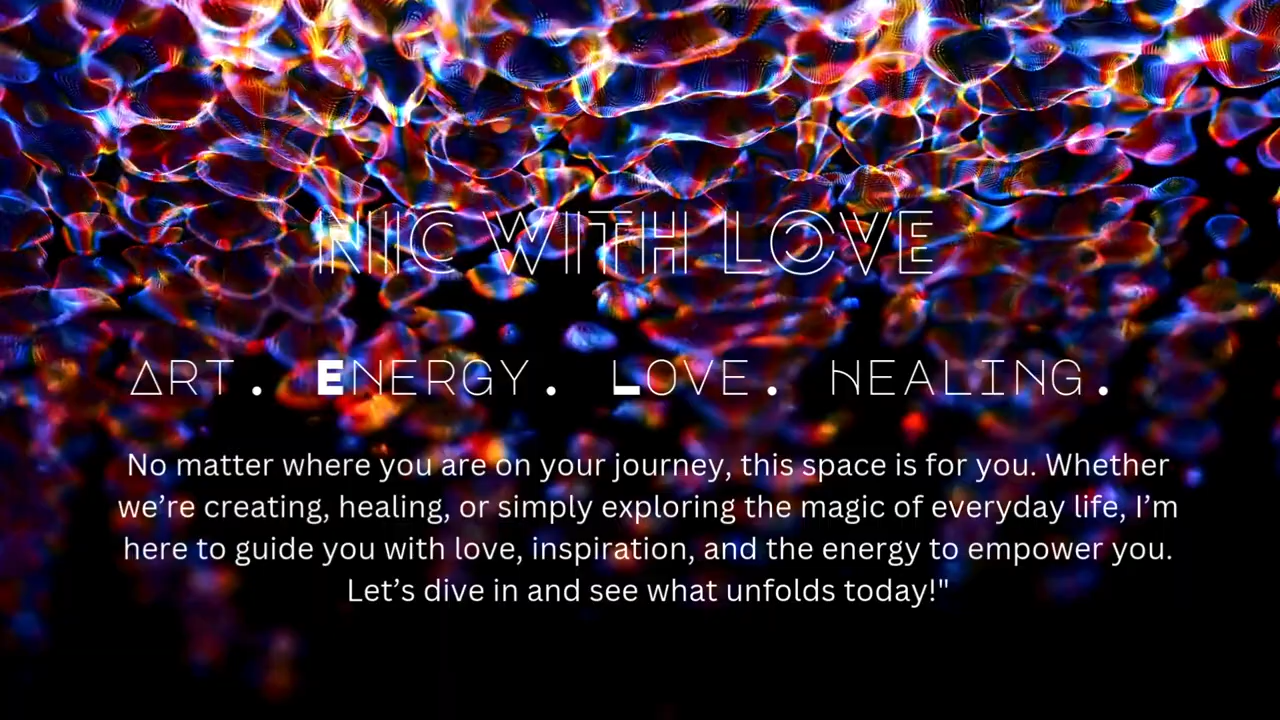 NIC WITH LOVE
ART. ENERGY. LOVE. HEALING.
No matter where you are on your journey, this space is for you. Whether
we’re creating, healing, or simply exploring the magic of everyday life, I’m
here to guide you with love, inspiration, and the energy to empower you.
Let’s dive in and see what unfolds today!"